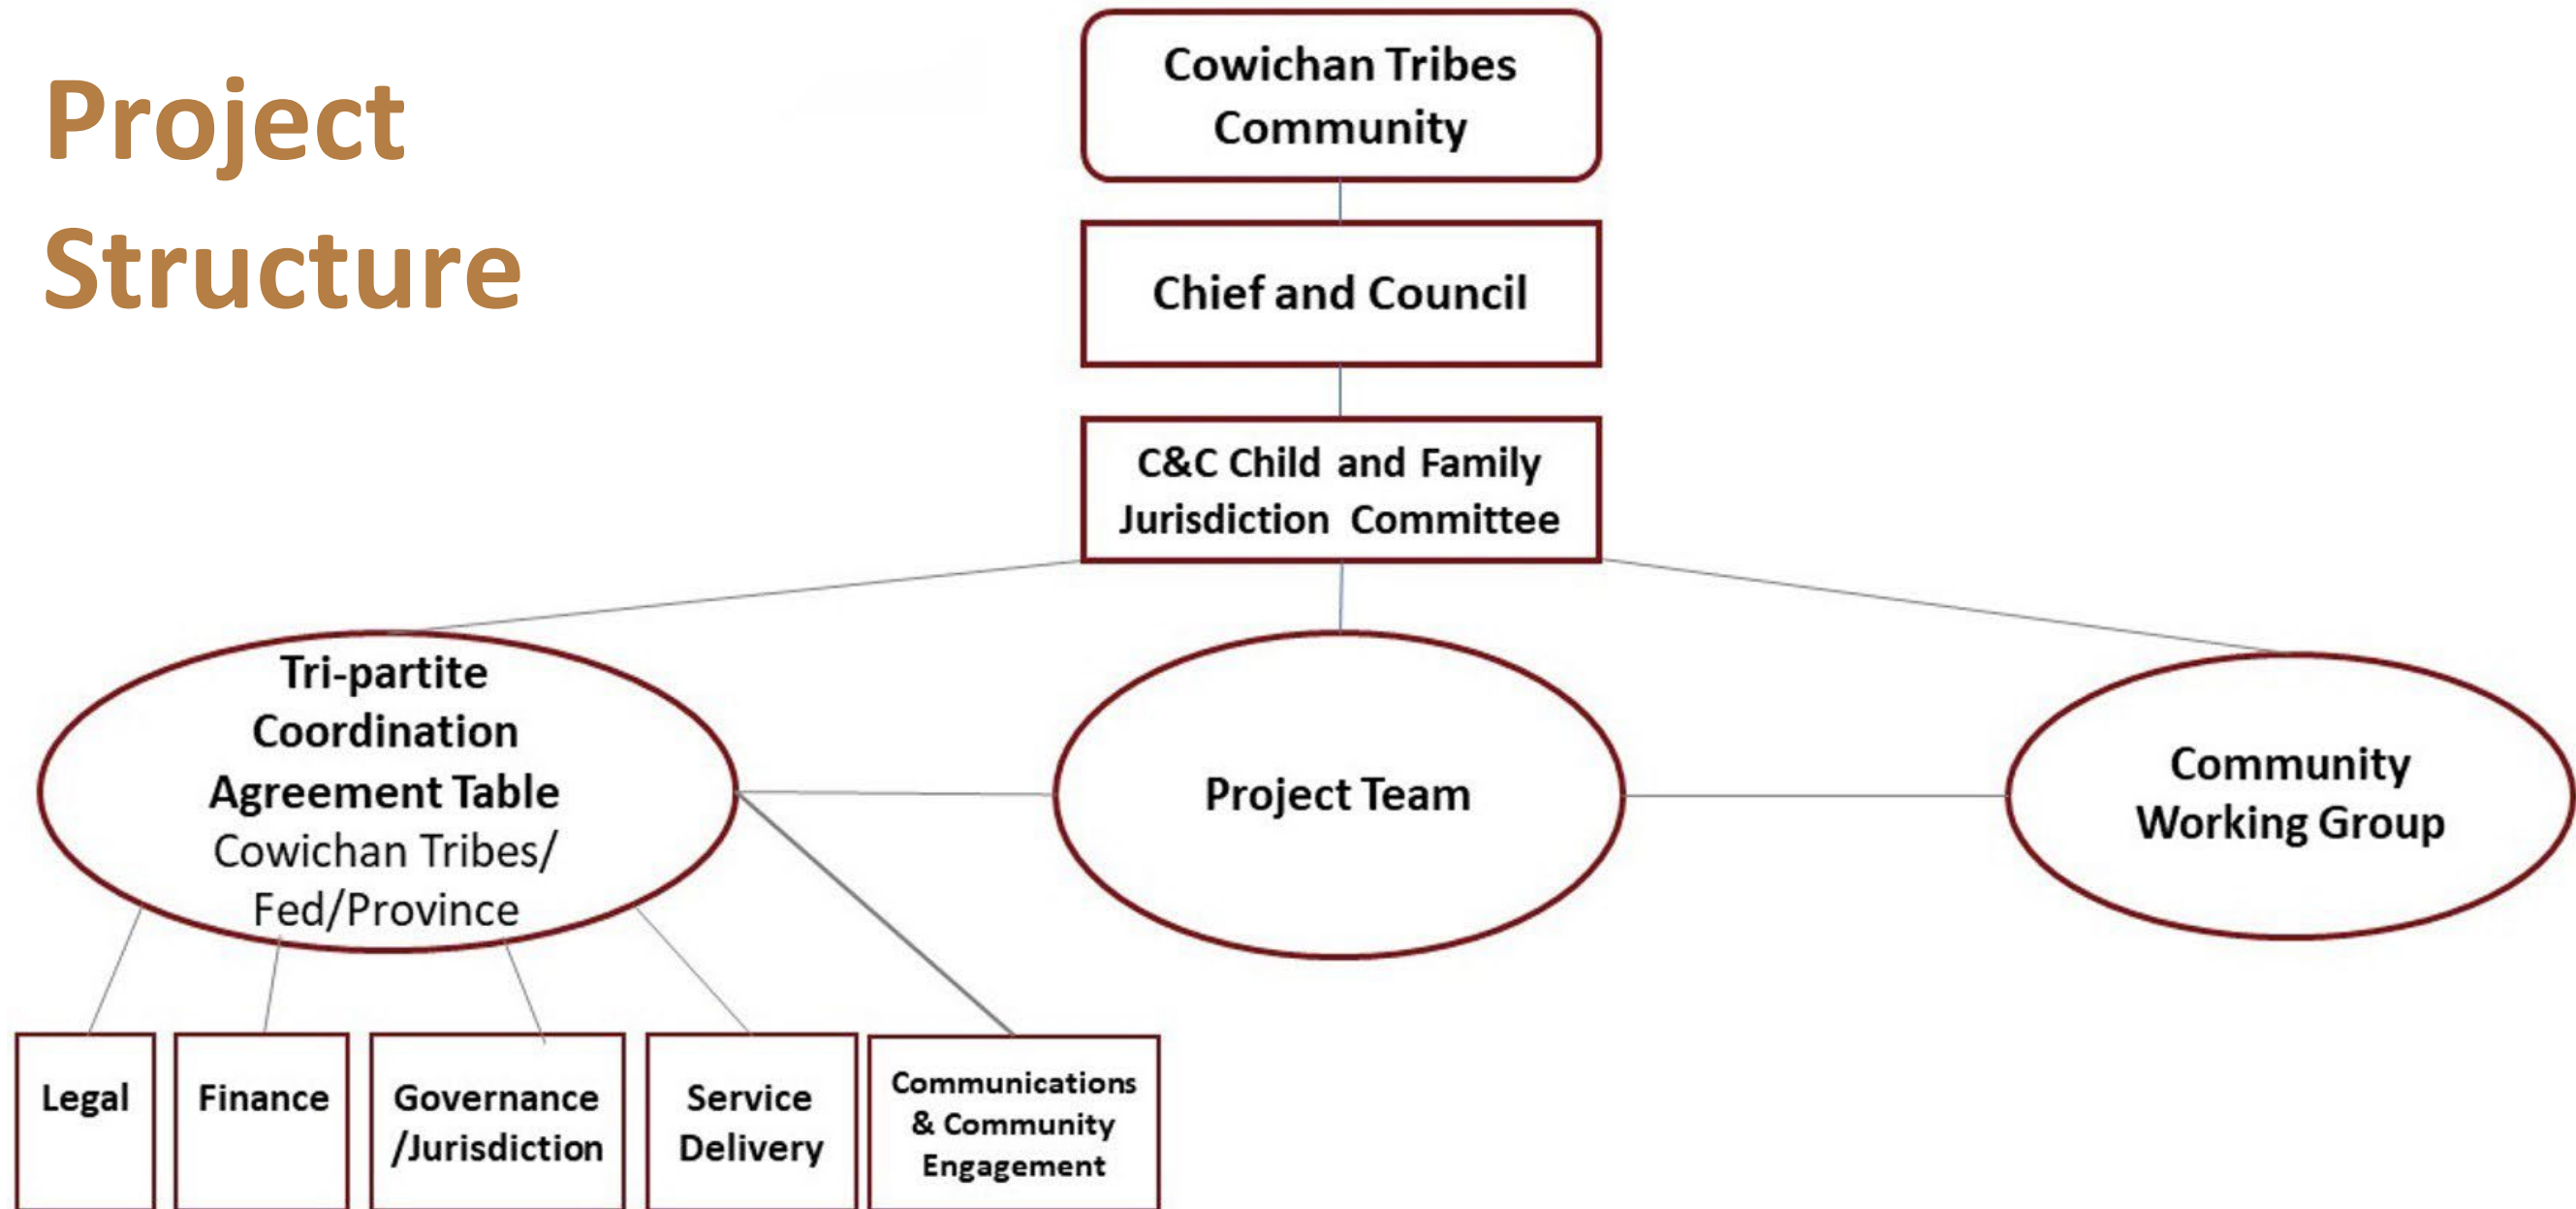 Project
Structure
Cowichan Tribes
Community
Chief and Council
C&C Child and Family
Jurisdiction Committee
Tri-partite
Coordination
Agreement Table
Cowichan Tribes/
Fed/Province
Project Team
Community
Working Group
Legal
Finance
Governance
/Jurisdiction
Service
Delivery
Communications
& Community
Engagement